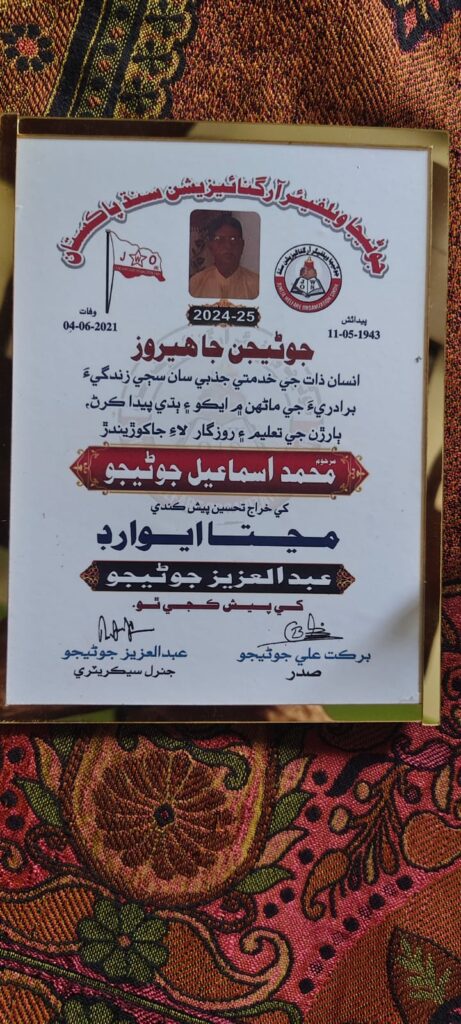 جوڻيجا ويلفيئر آرگنائيزيشن سنڌ پاڪستان
J O
2024-25
وفات
04-06-2021
پيدائش
11-05-1943
جوڻيجن جا هيروز
انسان ذات جي خدمتي جذبي سان سڄي زندگيءَ
برادريءَ جي ماڻهن ۾ ايڪو ۽ ٻڌي پيدا ڪرڻ،
ٻارڙن جي تعليم ۽ روزگار لاءِ جاکوڙيندڙ
مرحوم محمد اسماعيل جوڻيجو
کي خراج تحسين پيش ڪندي
مڃتا ايوارڊ
عبدالعزيز جوڻيجو
کي پيش ڪجي ٿو.
برڪت علي جوڻيجو
صدر
عبدالعزيز جوڻيجو
جنرل سيڪريٽري